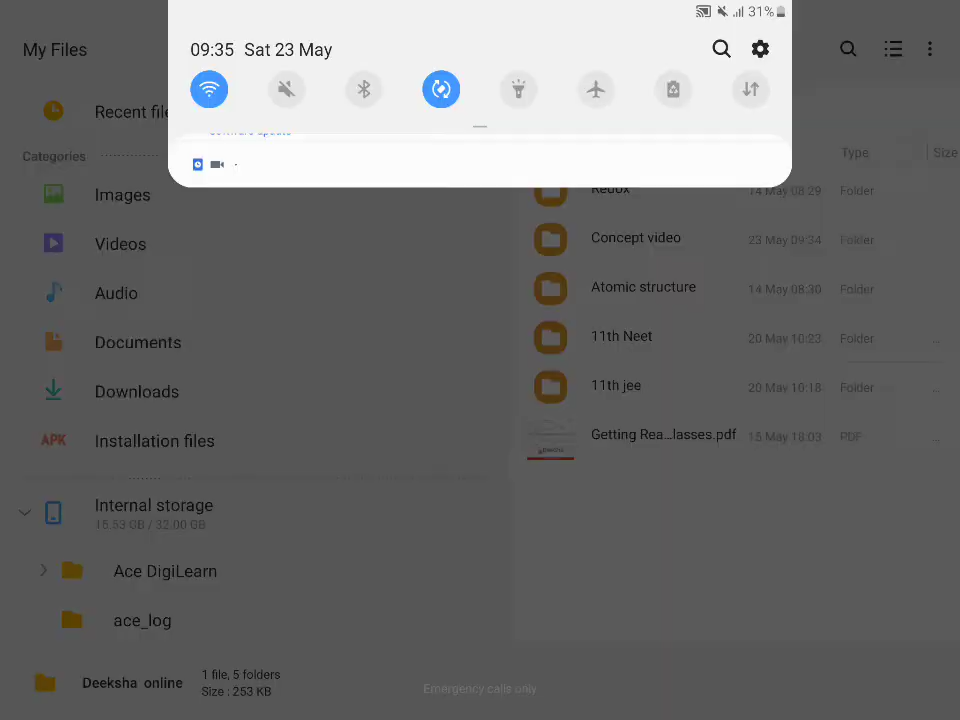 31%
09:35 Sat 23 May
My Files
Recent file
Software update
Categories
Type Size
Images
Redox 14 May 08:29 Folder
Videos
Concept video 23 May 09:34 Folder
Audio
Atomic structure 14 May 08:30 Folder
Documents
11th Neet 20 May 10:23 Folder ...
Downloads
11th jee 20 May 10:18 Folder ...
APK Installation files
Getting Rea...lasses.pdf 15 May 18:03 PDF ...
Internal storage
15.53 GB / 32.00 GB
Ace DigiLearn
ace_log
Deeksha online
1 file, 5 folders
Size : 253 KB
Emergency calls only